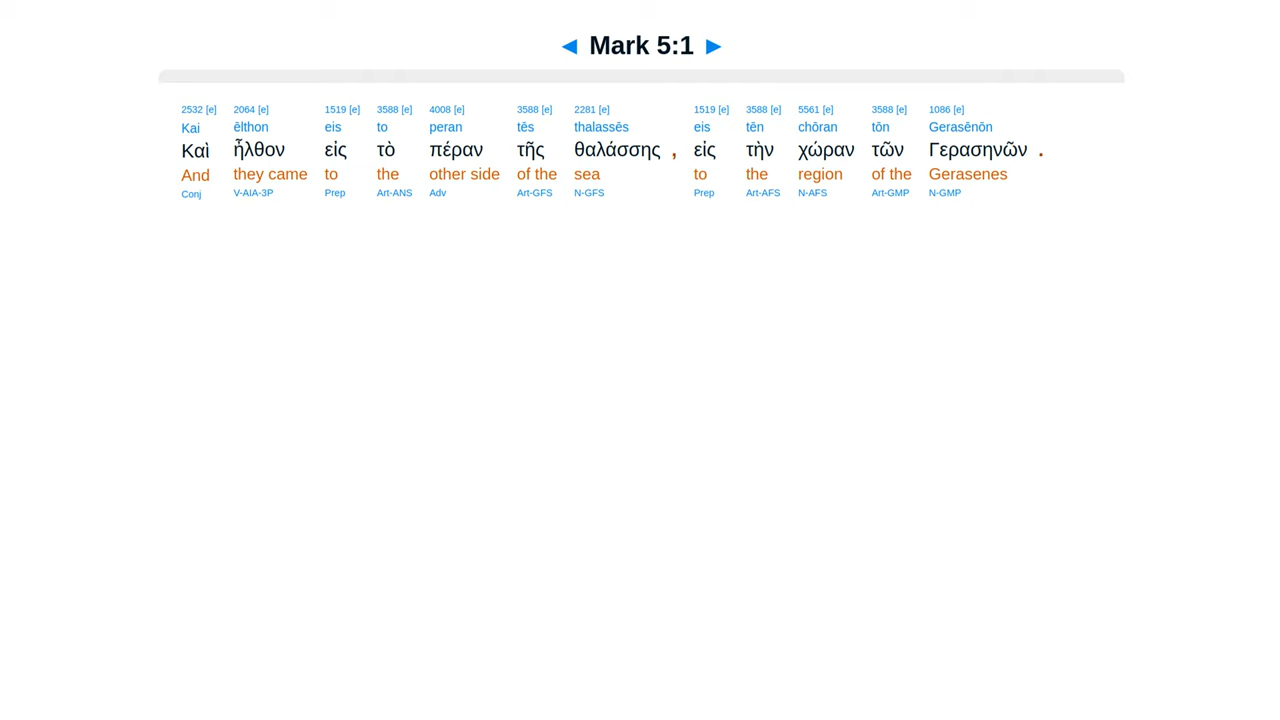 ◄ Mark 5:1 ►
2532 [e] 2064 [e] 1519 [e] 3588 [e] 4008 [e] 3588 [e] 2281 [e] 1519 [e] 3588 [e] 5561 [e] 3588 [e] 1086 [e]
Kai ēlthon eis to peran tēs thalassēs eis tēn chōran tōn Gerasēnōn
Καὶ ἦλθον εἰς τὸ πέραν τῆς θαλάσσης , εἰς τὴν χώραν τῶν Γερασηνῶν .
And they came to the other side of the sea to the region of the Gerasenes
Conj V-AIA-3P Prep Art-ANS Adv Art-GFS N-GFS Prep Art-AFS N-AFS Art-GMP N-GMP